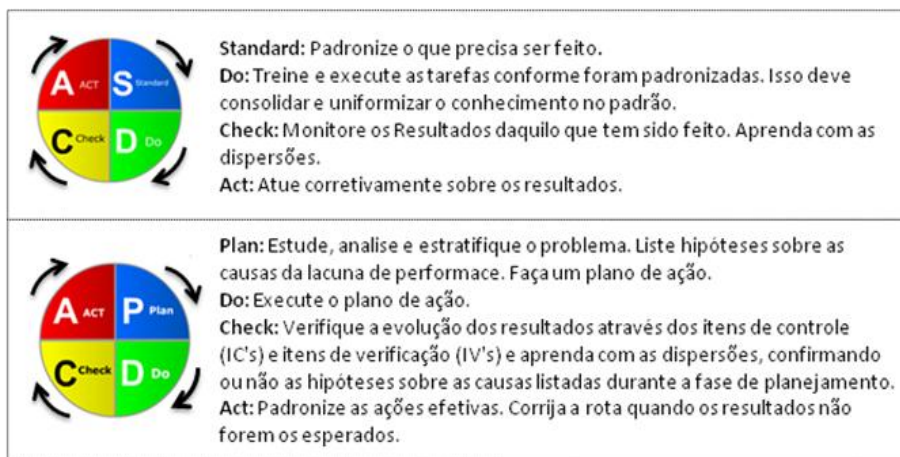 A ACT
S Standard
C Check
D Do
Standard: Padronize o que precisa ser feito.
Do: Treine e execute as tarefas conforme foram padronizadas. Isso deve
consolidar e uniformizar o conhecimento no padrão.
Check: Monitore os Resultados daquilo que tem sido feito. Aprenda com as
dispersões.
Act: Atue corretivamente sobre os resultados.
A ACT
P Plan
C Check
D Do
Plan: Estude, analise e estratifique o problema. Liste hipóteses sobre as
causas da lacuna de performace. Faça um plano de ação.
Do: Execute o plano de ação.
Check: Verifique a evolução dos resultados através dos itens de controle
(IC's) e itens de verificação (IV's) e aprenda com as dispersões, confirmando
ou não as hipóteses sobre as causas listadas durante a fase de planejamento.
Act: Padronize as ações efetivas. Corrija a rota quando os resultados não
forem os esperados.